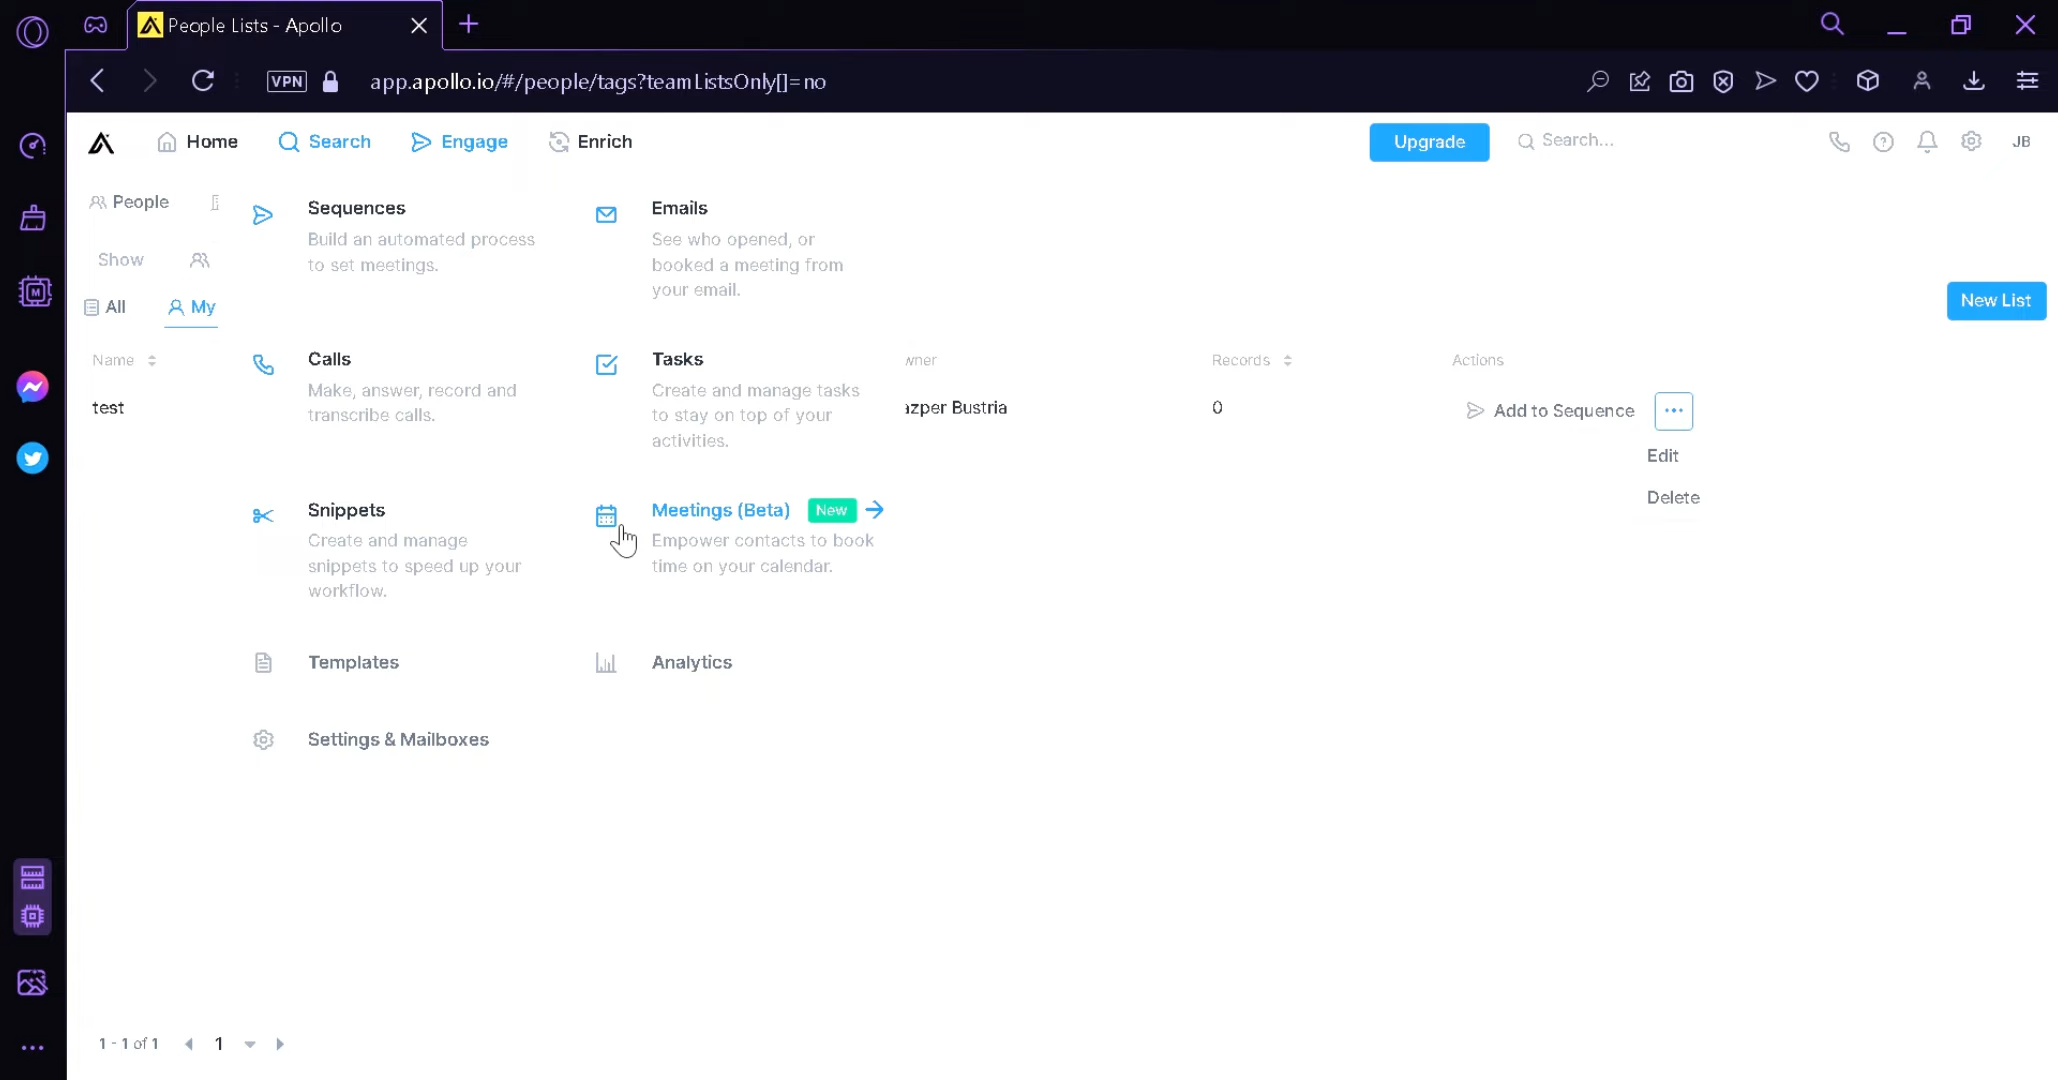 People Lists - Apollo
VPN
app.apollo.io/#/people/tags?teamListsOnly[]=no
Home
Search
Engage
Enrich
Upgrade
Search...
JB
People
Show
All
My
Sequences
Build an automated process
to set meetings.
Emails
See who opened, or
booked a meeting from
your email.
New List
Name
wner
Records
Actions
test
azper Bustria
0
Add to Sequence
...
Edit
Delete
Calls
Make, answer, record and
transcribe calls.
Tasks
Create and manage tasks
to stay on top of your
activities.
Snippets
Create and manage
snippets to speed up your
workflow.
Meetings (Beta)
New
Empower contacts to book
time on your calendar.
Templates
Analytics
Settings & Mailboxes
1 - 1 of 1
1